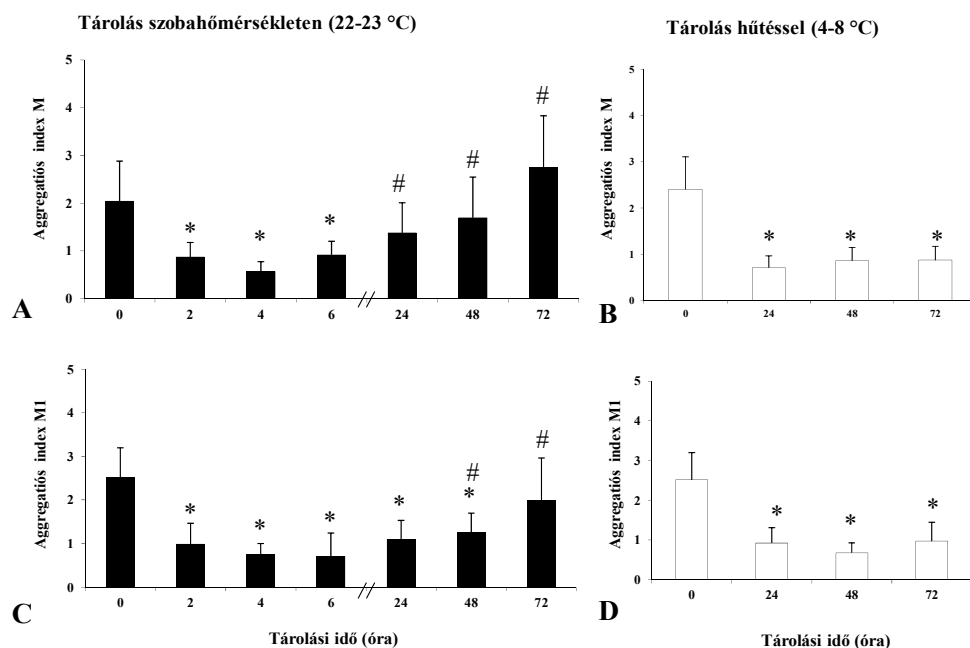 Tárolás szobahőmérsékleten (22-23 °C)
Tárolás hűtéssel (4-8 °C)
Aggregatiós index M
5
4
3
2
1
0
* * * # # #
0 2 4 6 // 24 48 72
A
Aggregatiós index M
5
4
3
2
1
0
* * *
0 24 48 72
B
Aggregatiós index M1
5
4
3
2
1
0
* * * * # * #
0 2 4 6 // 24 48 72
C
Tárolási idő (óra)
Aggregatiós index M1
5
4
3
2
1
0
* * *
0 24 48 72
D
Tárolási idő (óra)